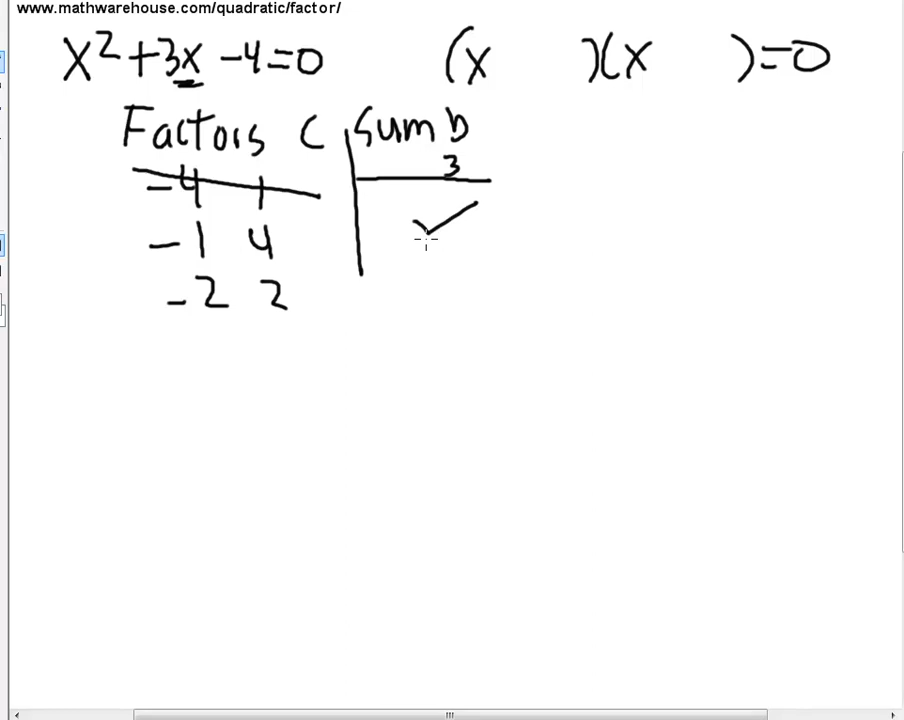 www.mathwarehouse.com/quadratic/factor/
x²+3x-4=0 (x )(x )=0
Factors C Sum b
3
-4 1
-1 4 ✓
-2 2